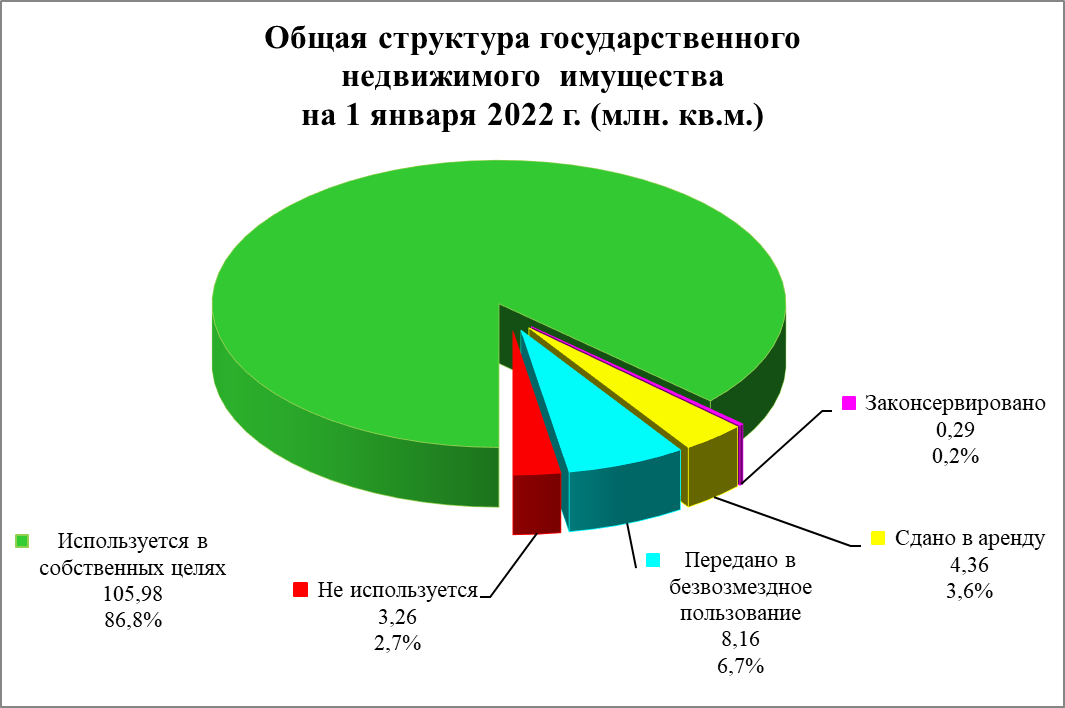 Общая структура государственного
недвижимого имущества
на 1 января 2022 г. (млн. кв.м.)
Законсервировано
0,29
0,2%
Сдано в аренду
4,36
3,6%
Передано в
безвозмездное
пользование
8,16
6,7%
Не используется
3,26
2,7%
Используется в
собственных целях
105,98
86,8%